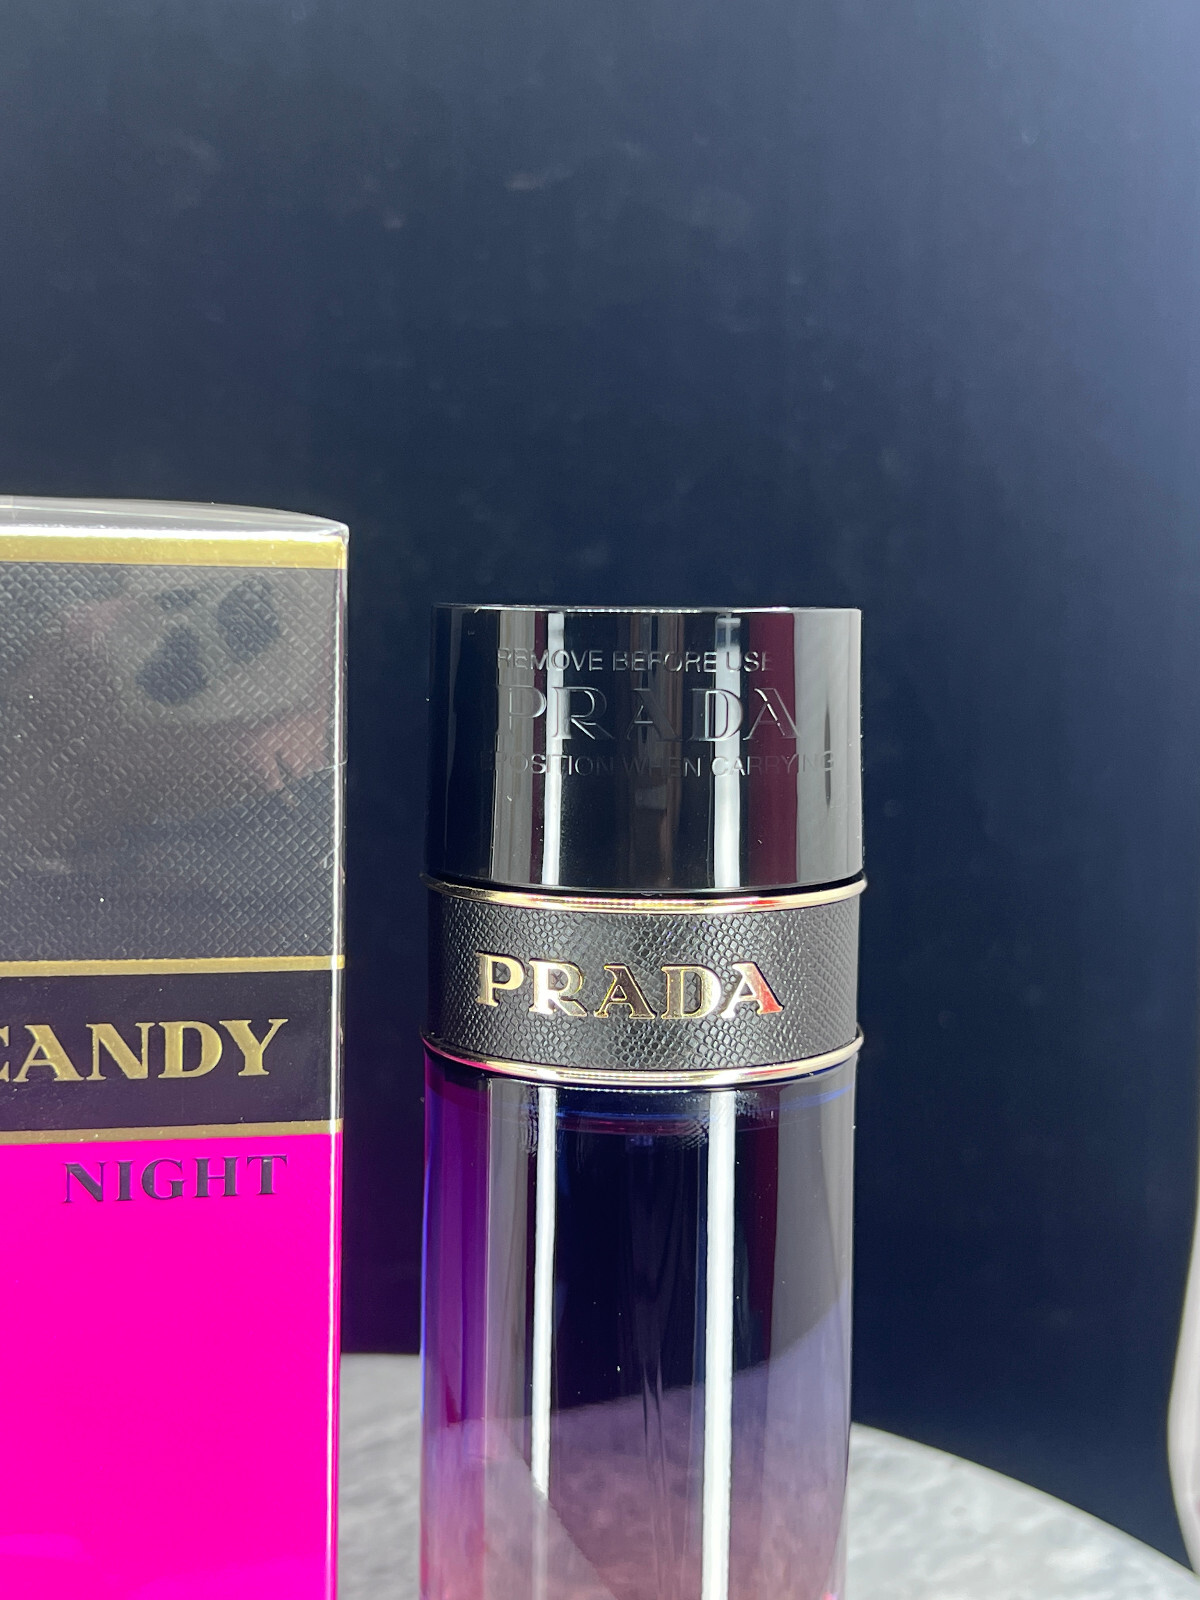 CANDY
NIGHT
REMOVE BEFORE USE
PRADA
POSITION WHEN CARRYING
PRADA